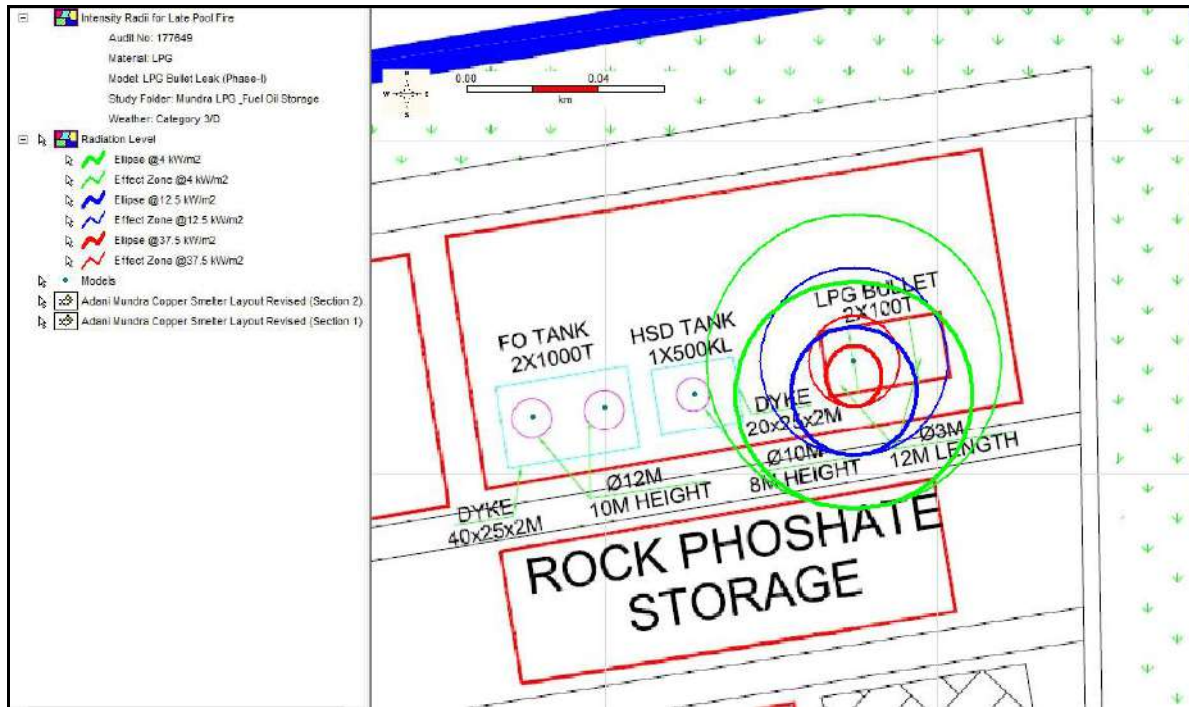 Intensity Radii for Late Pool Fire
Audit No: 177649
Material: LPG
Model: LPG Bullet Leak (Phase-I)
Study Folder: Mundra LPG _Fuel Oil Storage
Weather: Category 3/D
Radiation Level
Ellipse @4 kW/m2
Effect Zone @4 kW/m2
Ellipse @12.5 kW/m2
Effect Zone @12.5 kW/m2
Ellipse @37.5 kW/m2
Effect Zone @37.5 kW/m2
Models
Adani Mundra Copper Smelter Layout Revised (Section 2)
Adani Mundra Copper Smelter Layout Revised (Section 1)
N
W
E
S
0.00
0.04
km
FO TANK
2X1000T
HSD TANK
1X500KL
LPG BULLET
2X100T
DYKE
20x25x2M
DYKE
40x25x2M
Ø12M
10M HEIGHT
Ø10M
8M HEIGHT
Ø3M
12M LENGTH
ROCK PHOSHATE
STORAGE